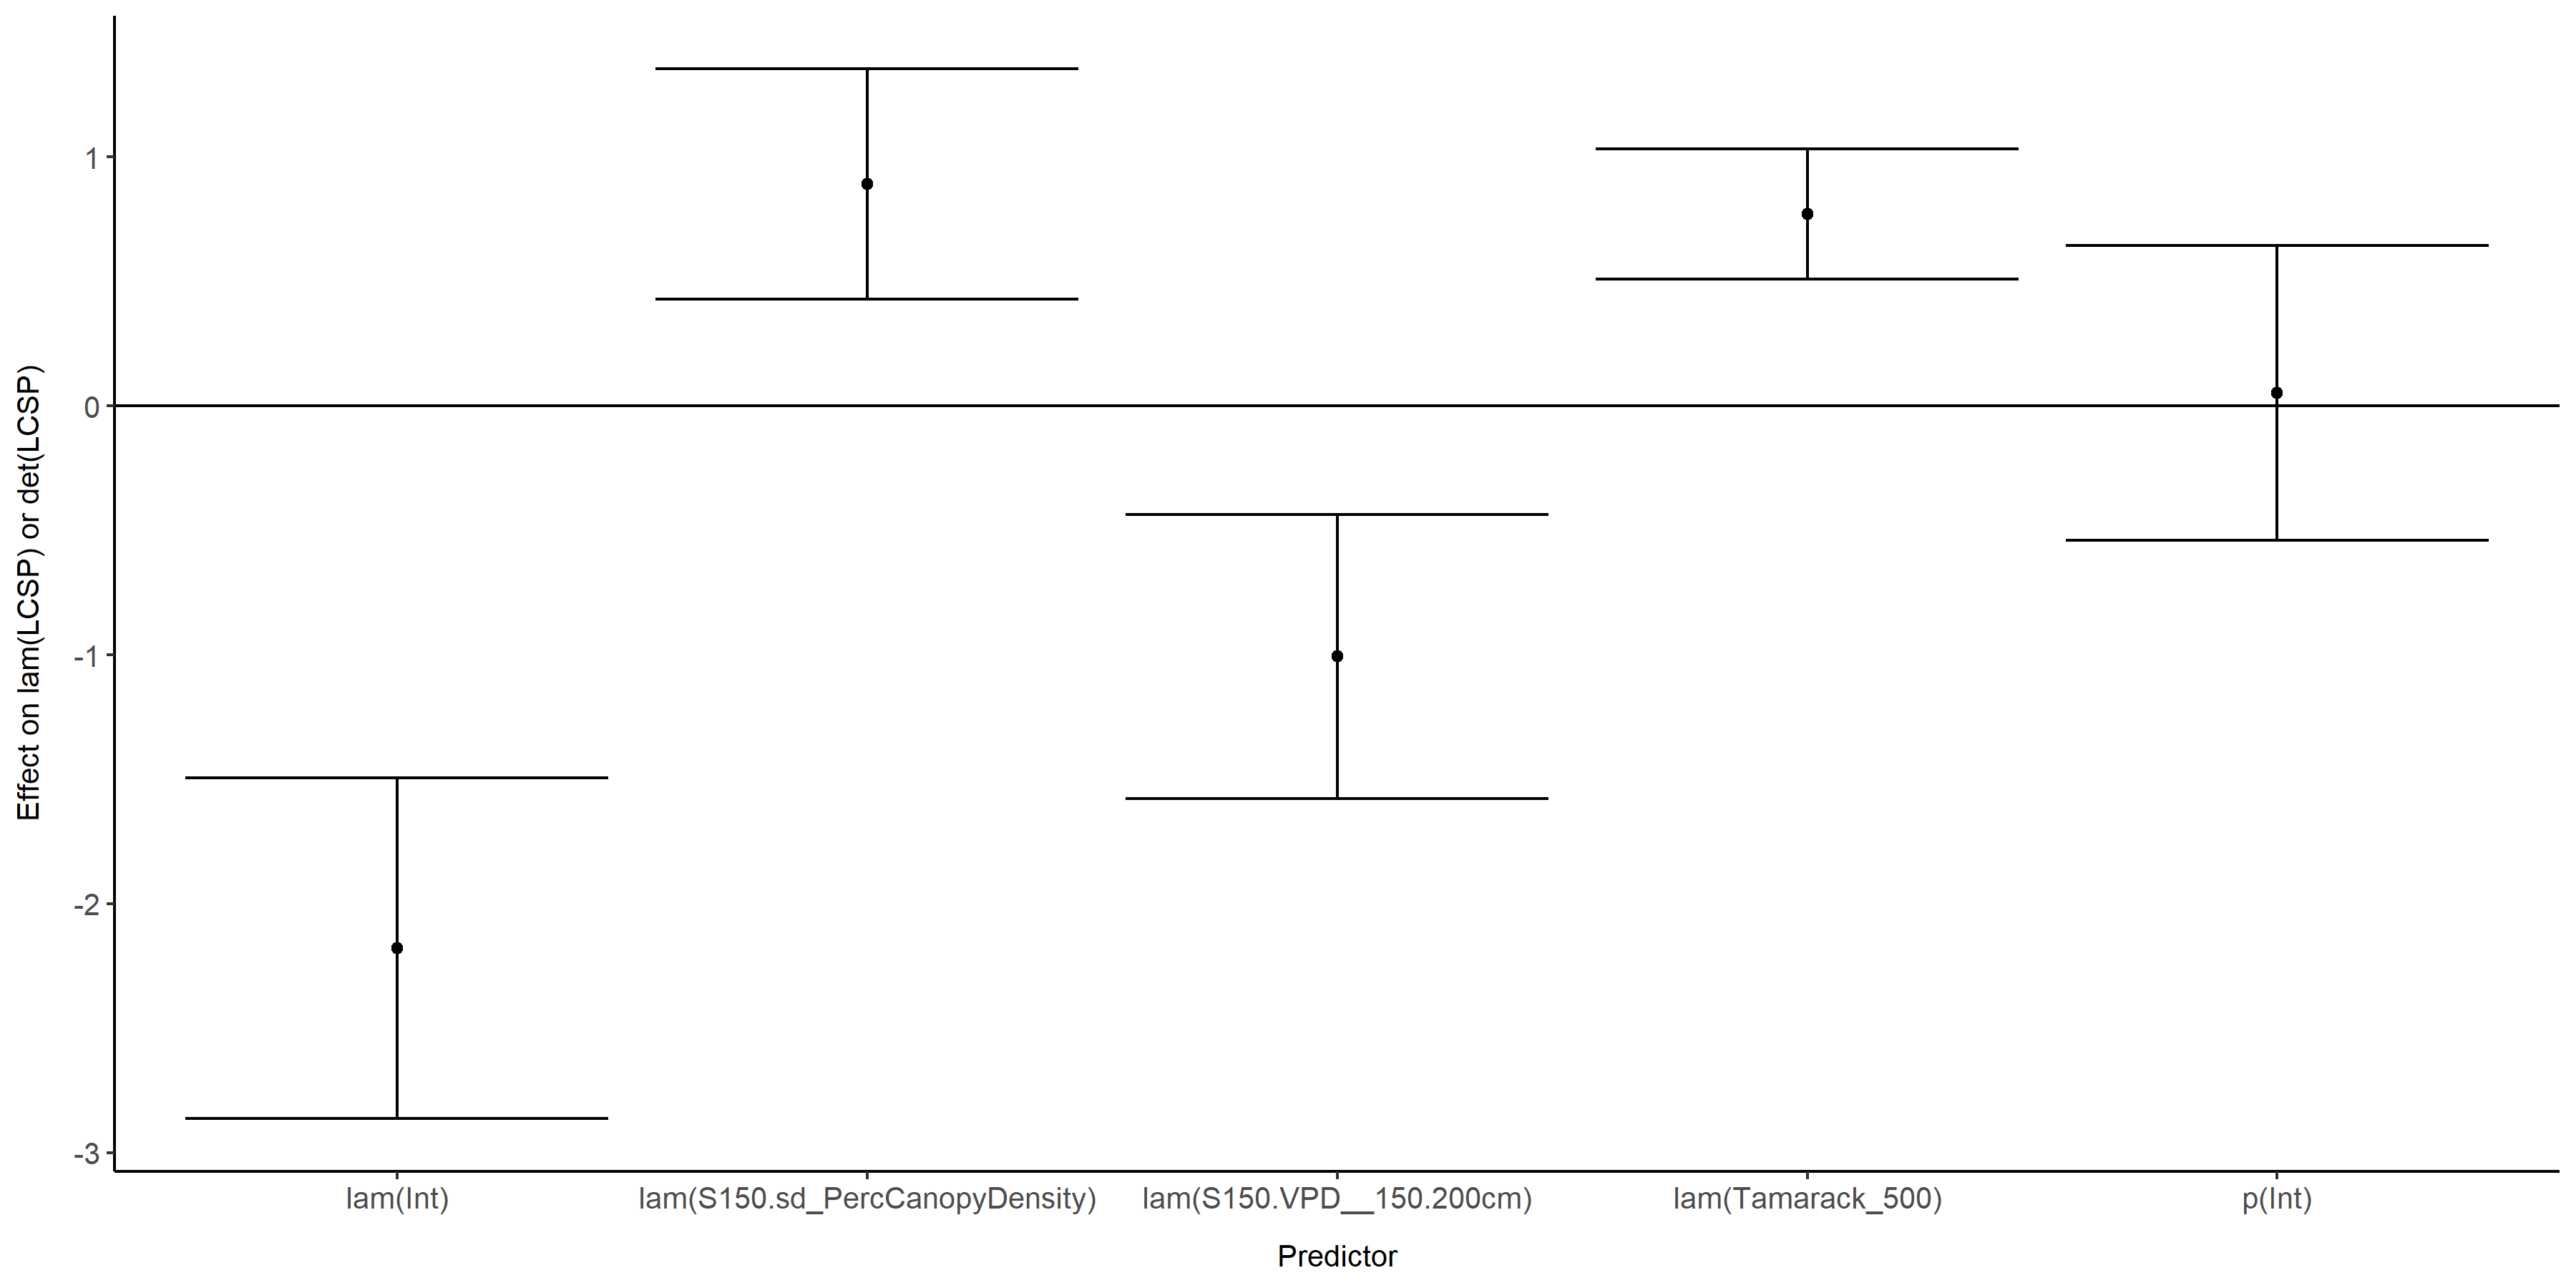 Effect on lam(LCSP) or det(LCSP)
1
0
-1
-2
-3
lam(Int)
lam(S150.sd_PercCanopyDensity)
lam(S150.VPD__150.200cm)
lam(Tamarack_500)
p(Int)
Predictor